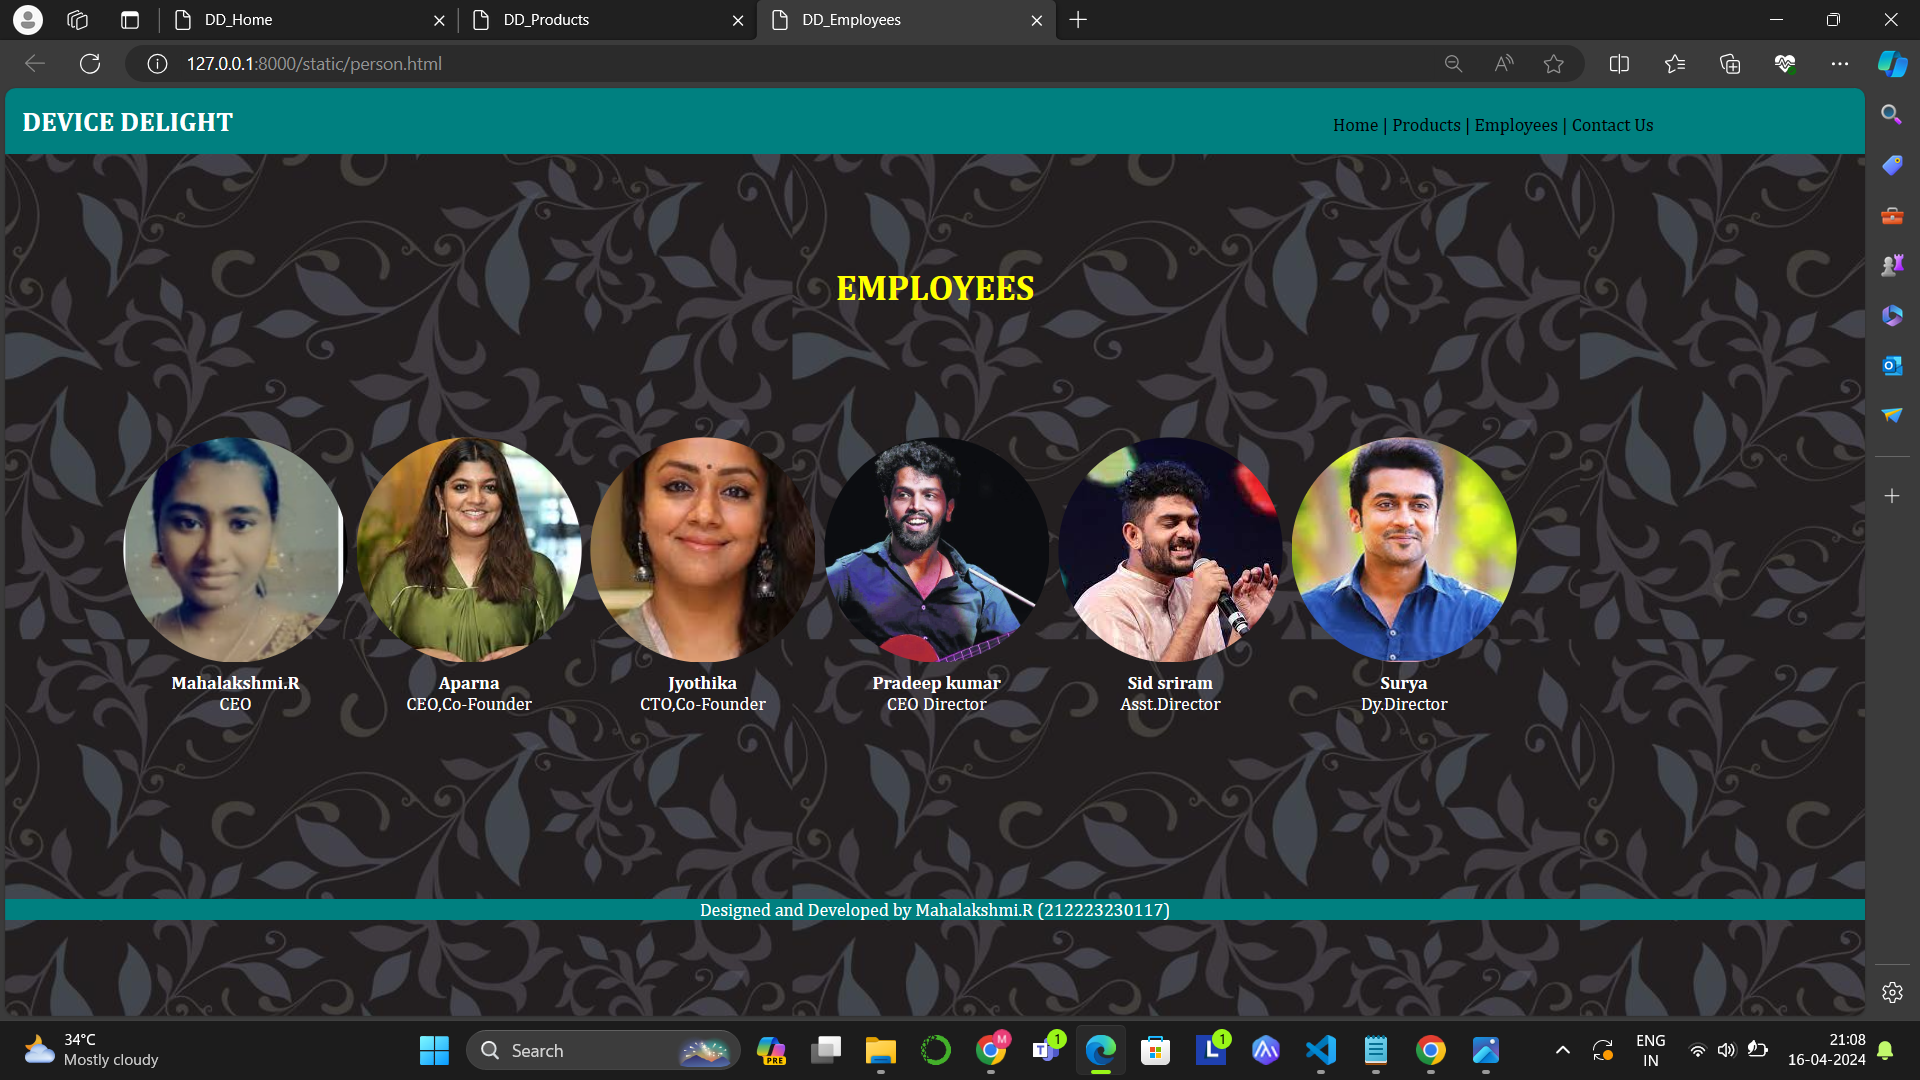 DD_Home
DD_Products
DD_Employees
127.0.0.1:8000/static/person.html
DEVICE DELIGHT
Home | Products | Employees | Contact Us
EMPLOYEES
Mahalakshmi.R
CEO
Aparna
CEO,Co-Founder
Jyothika
CTO,Co-Founder
Pradeep kumar
CEO Director
Sid sriram
Asst.Director
Surya
Dy.Director
Designed and Developed by Mahalakshmi.R (212223230117)
34°C
Mostly cloudy
Search
PRE
M
1
1
ENG
IN
21:08
16-04-2024